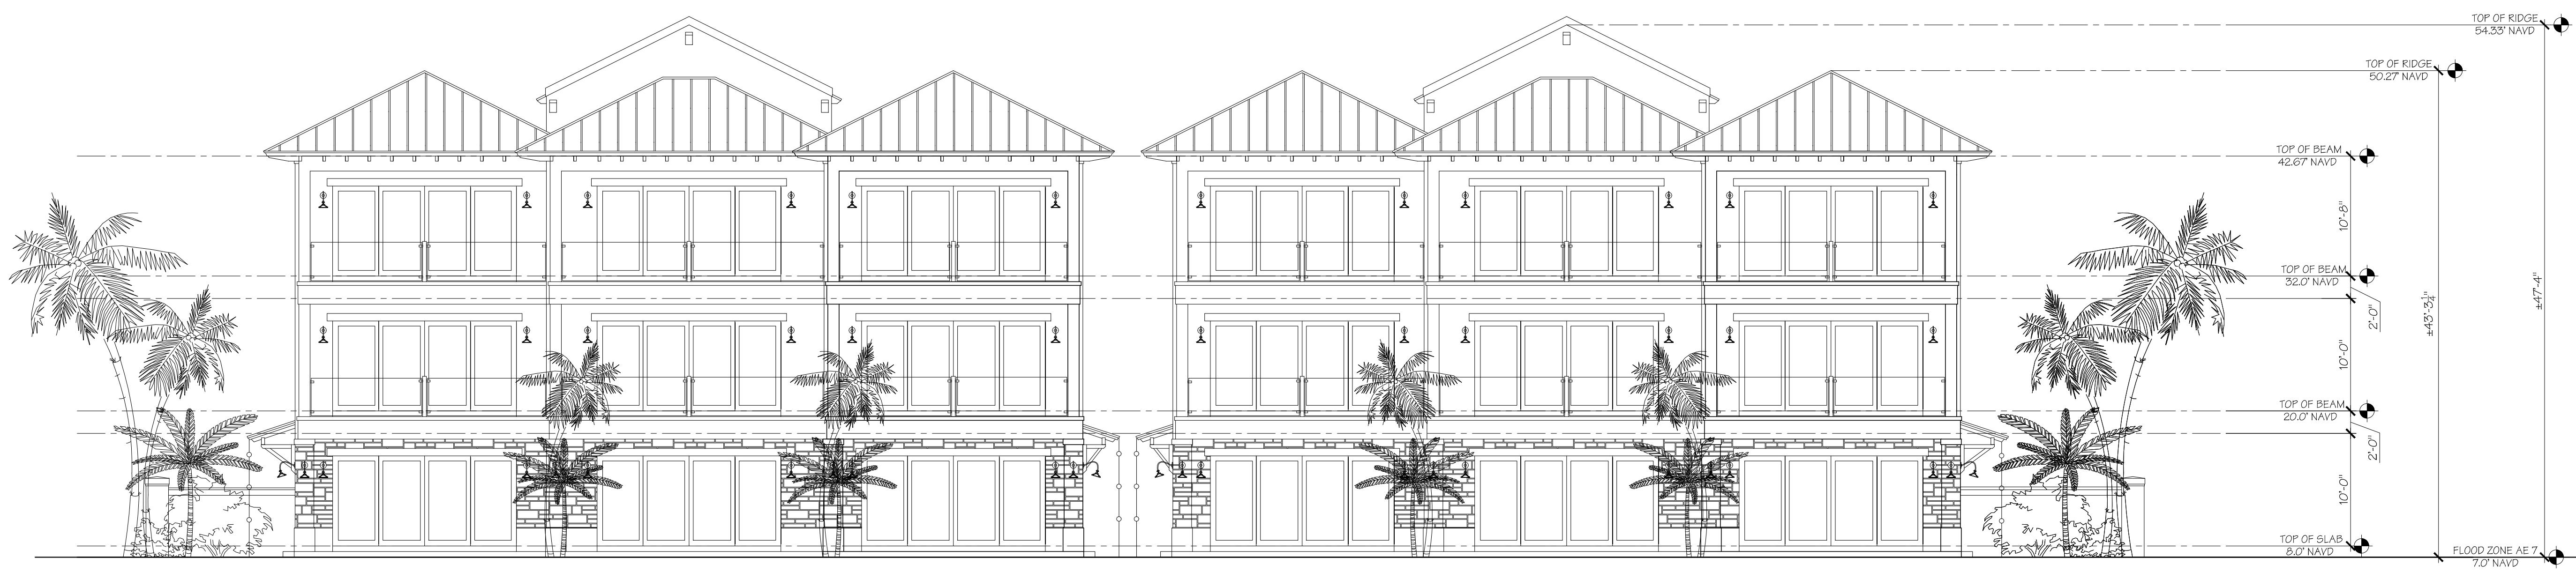 TOP OF RIDGE
54.33' NAVD
TOP OF RIDGE
50.27' NAVD
TOP OF BEAM
42.67' NAVD
10'-8"
TOP OF BEAM
32.0' NAVD
2'-0"
±43'-3 1/4"
±47'-4"
10'-0"
TOP OF BEAM
20.0' NAVD
2'-0"
10'-0"
TOP OF SLAB
8.0' NAVD
FLOOD ZONE AE 7
7.0' NAVD